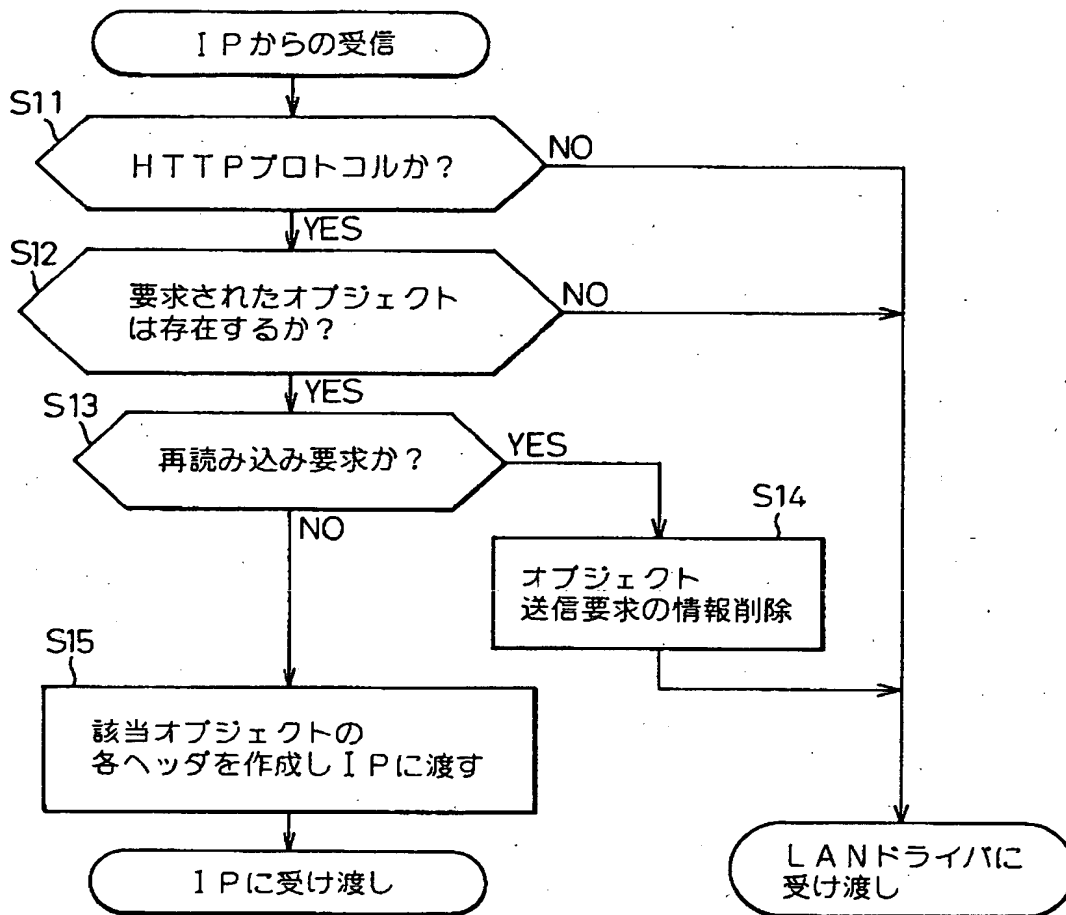 ＩＰからの受信
S11
ＨＴＴＰプロトコルか？
NO
YES
S12
要求されたオブジェクト
は存在するか？
NO
YES
S13
再読み込み要求か？
YES
NO
S14
オブジェクト
送信要求の情報削除
S15
該当オブジェクトの
各ヘッダを作成しＩＰに渡す
ＩＰに受け渡し
ＬＡＮドライバに
受け渡し